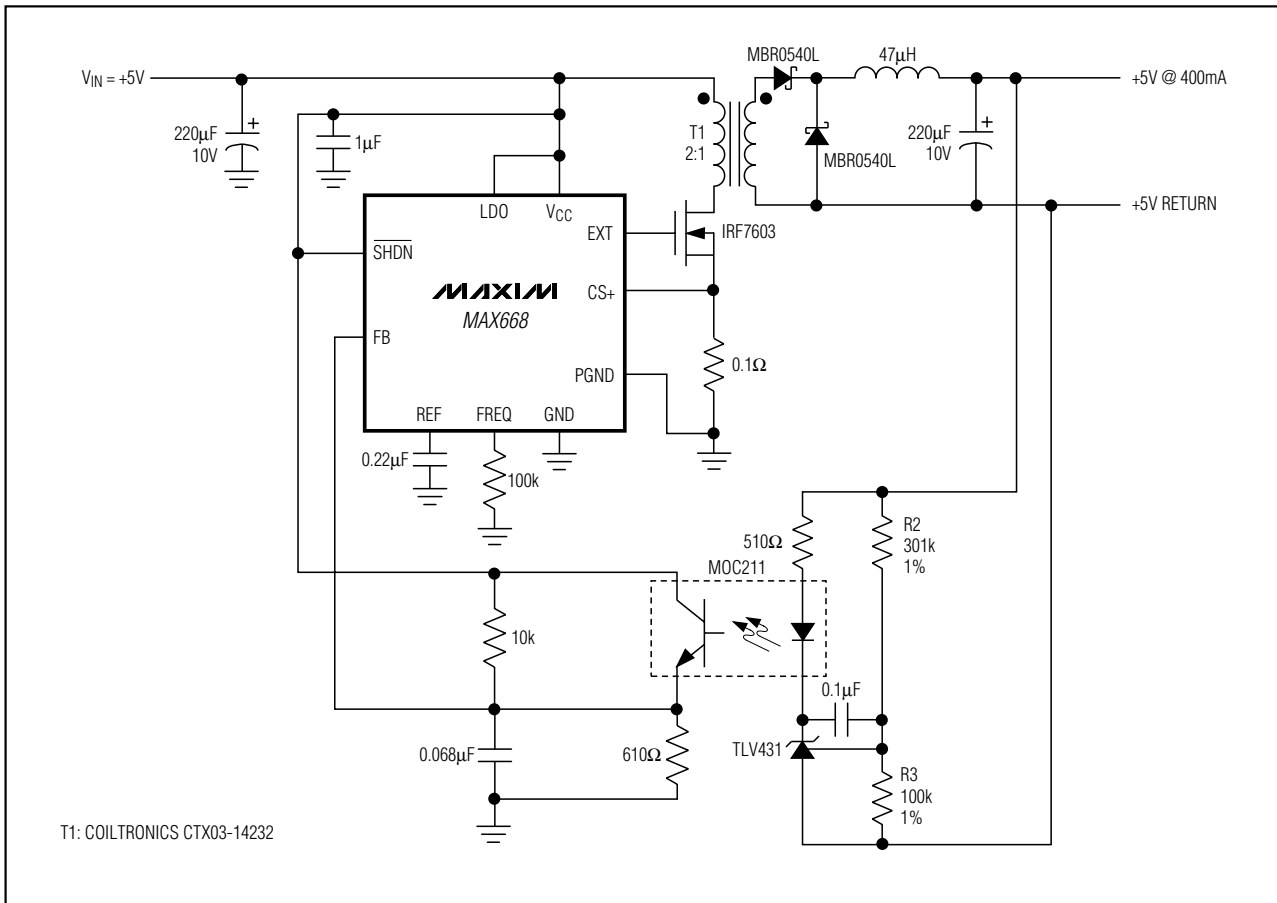 V_IN = +5V
220µF
10V
+
1µF
MBR0540L
47µH
+5V @ 400mA
T1
2:1
MBR0540L
220µF
10V
+
+5V RETURN
LDO
V_CC
EXT
IRF7603
SHDN
MAXIM
MAX668
CS+
FB
0.1Ω
PGND
REF
FREQ
GND
0.22µF
100k
510Ω
R2
301k
1%
MOC211
10k
0.1µF
0.068µF
610Ω
TLV431
R3
100k
1%
T1: COILTRONICS CTX03-14232